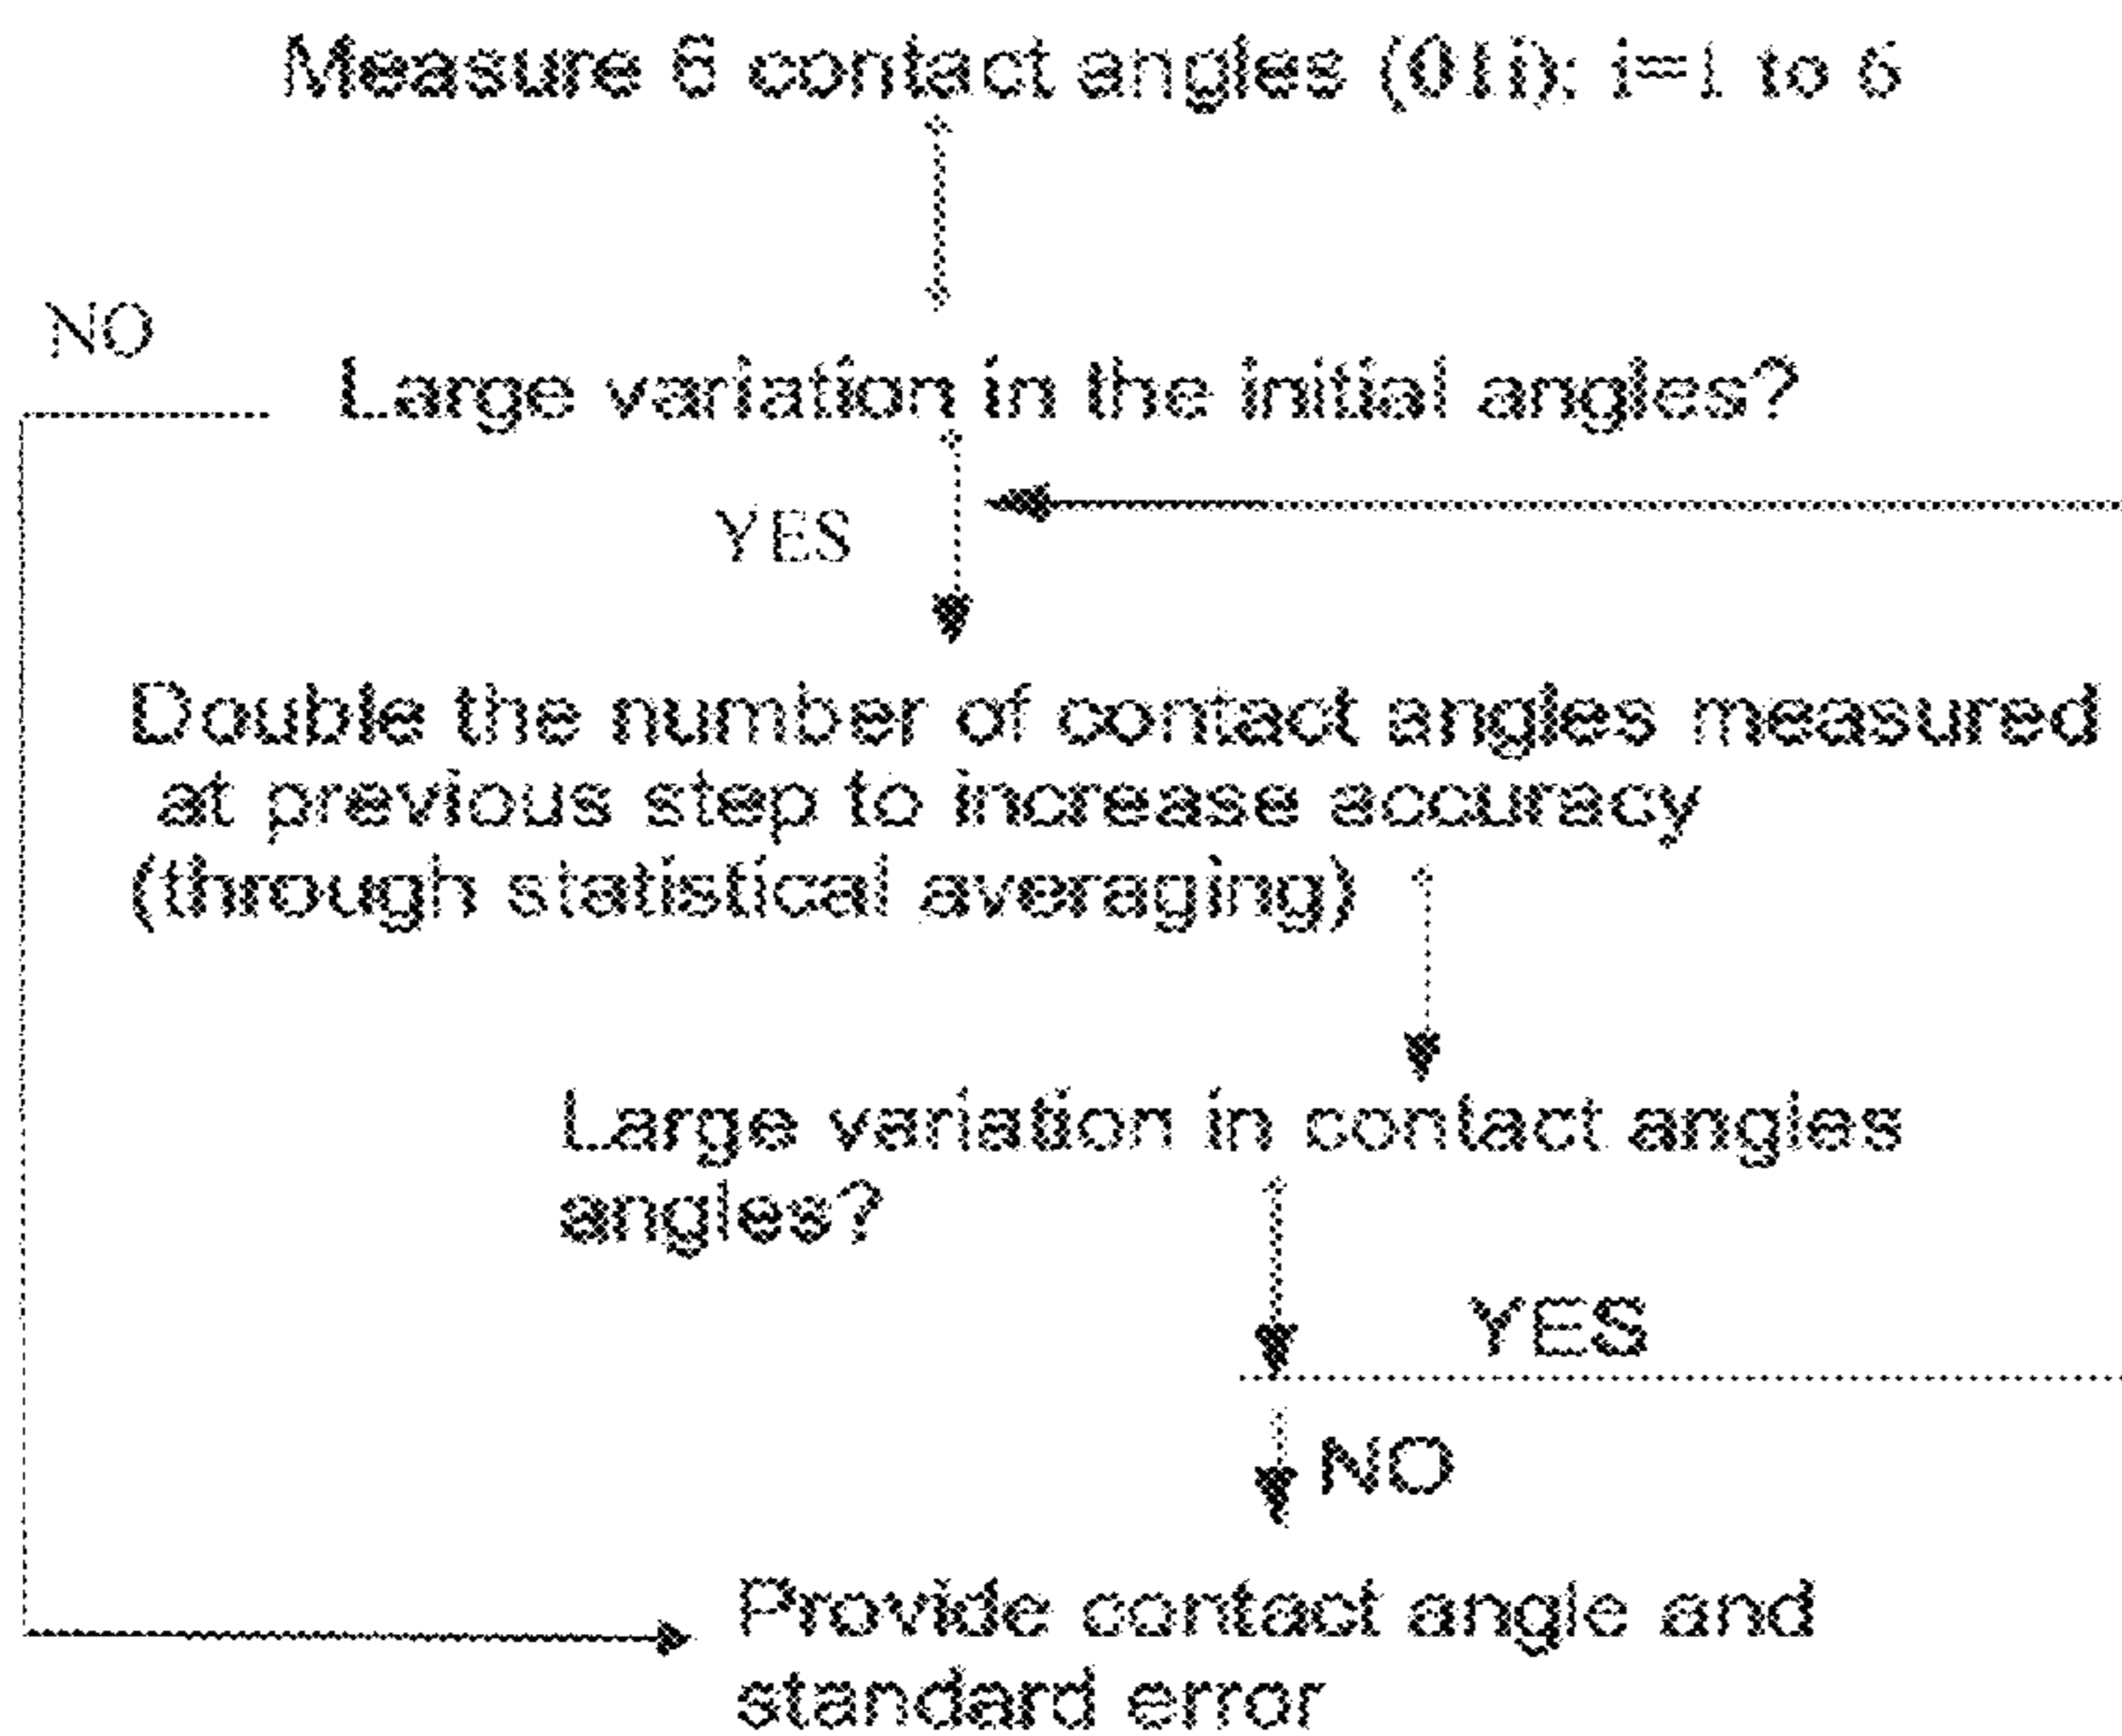 Measure 6 contact angles (θ1i); i=1 to 6
NO
Large variation in the initial angles?
YES
Double the number of contact angles measured
at previous step to increase accuracy
(through statistical averaging)
Large variation in contact angles
angles?
YES
NO
Provide contact angle and
standard error